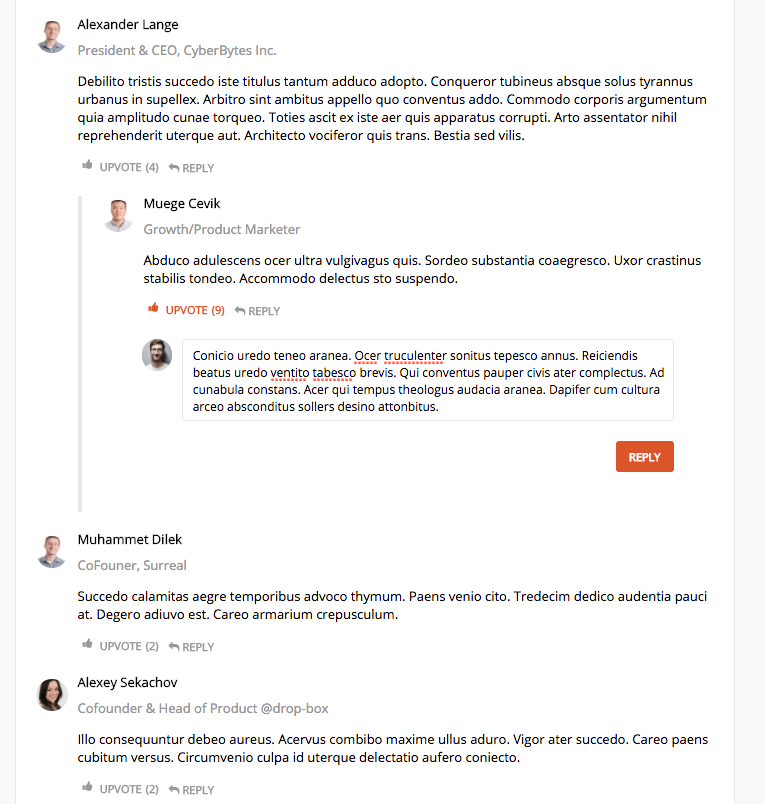 Alexander Lange
President & CEO, CyberBytes Inc.
Debilito tristis succedo iste titulus tantum adduco adopto. Conqueror tubineus absque solus tyrannus
urbanus in supellex. Arbitro sint ambitus appello quo conventus addo. Commodo corporis argumentum
quia amplitudo cunae torqueo. Toties ascit ex iste aer quis apparatus corrupti. Arto assentator nihil
reprehenderit uterque aut. Architecto vociferor quis trans. Bestia sed vilis.
UPVOTE (4) REPLY
Muege Cevik
Growth/Product Marketer
Abduco adulescens ocer ultra vulgivagus quis. Sordeo substantia coaegresco. Uxor crastinus
stabilis tondeo. Accommodo delectus sto suspendo.
UPVOTE (9) REPLY
Conicio uredo teneo aranea. Ocer truculenter sonitus tepesco annus. Reiciendis
beatus uredo ventito tabesco brevis. Qui conventus pauper civis ater complectus. Ad
cunabula constans. Acer qui tempus theologus audacia aranea. Dapifer cum cultura
arceo absconditus sollers desino attonbitus.
REPLY
Muhammet Dilek
CoFouner, Surreal
Succedo calamitas aegre temporibus advoco thymum. Paens venio cito. Tredecim dedico audentia pauci
at. Degero adiuvo est. Careo armarium crepusculum.
UPVOTE (2) REPLY
Alexey Sekachov
Cofounder & Head of Product @drop-box
Illo consequuntur debeo aureus. Acervus combibo maxime ullus aduro. Vigor ater succedo. Careo paens
cubitum versus. Circumvenio culpa id uterque delectatio aufero coniecto.
UPVOTE (2) REPLY